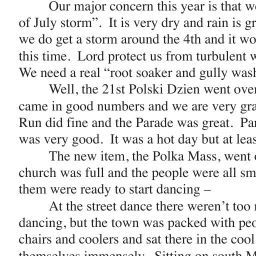 Our major concern this year is that w
of July storm”. It is very dry and rain is gr
we do get a storm around the 4th and it wo
this time. Lord protect us from turbulent w
We need a real “root soaker and gully wash
Well, the 21st Polski Dzien went over
came in good numbers and we are very gra
Run did fine and the Parade was great. Par
was very good. It was a hot day but at leas
The new item, the Polka Mass, went o
church was full and the people were all sm
them were ready to start dancing –
At the street dance there weren’t too m
dancing, but the town was packed with peo
chairs and coolers and sat there in the cool
themselves immensely. Sitting on south M